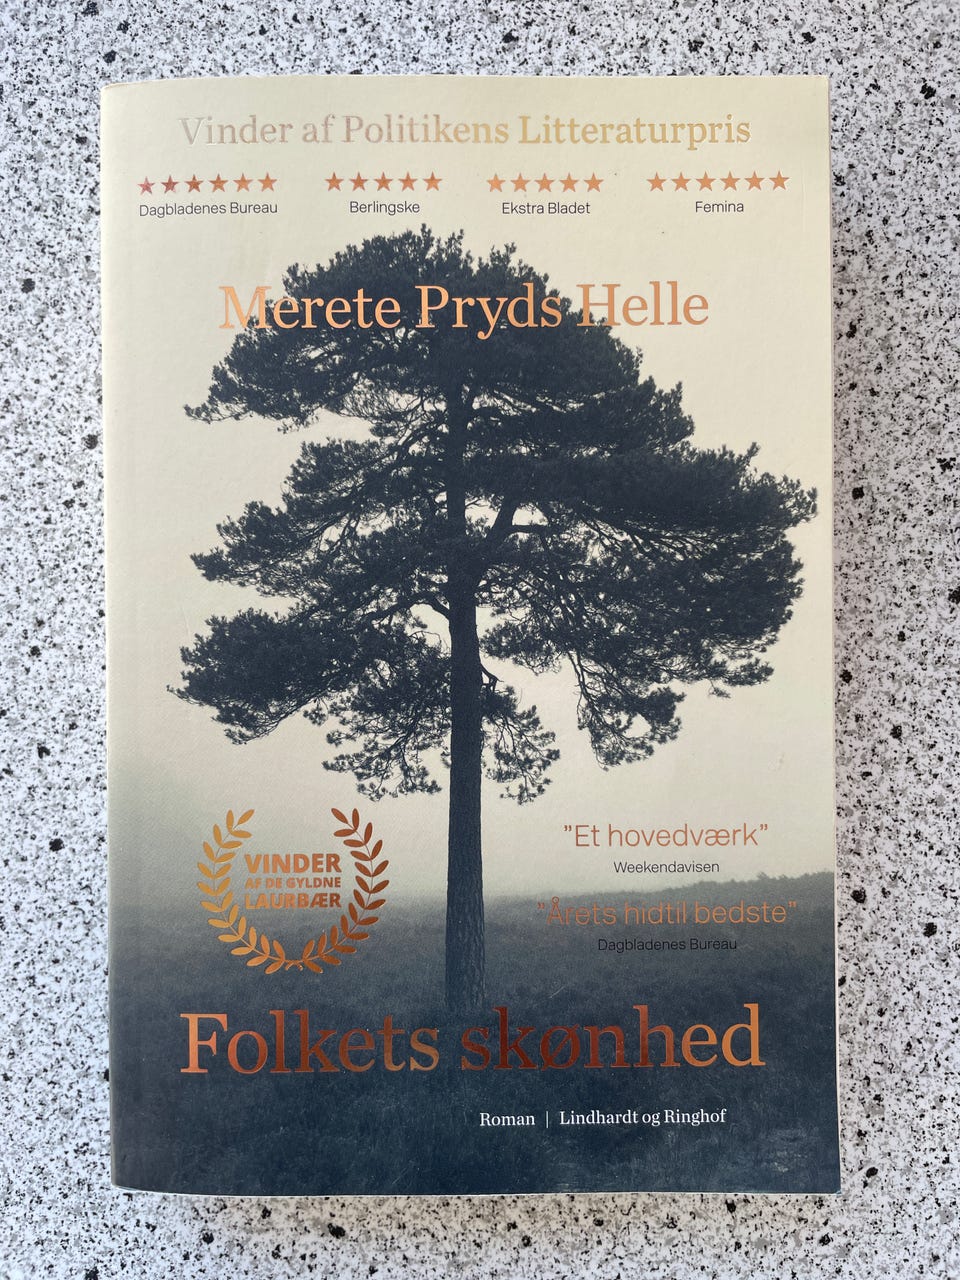 Vinder af Politikens Litteraturpris
★★★★★★ ★★★★★ ★★★★★ ★★★★★★
Dagbladenes Bureau Berlingske Ekstra Bladet Femina
Merete Pryds Helle
VINDER
AF DE GYLDNE
LAURBÆR
"Et hovedværk"
Weekendavisen
"Årets hidtil bedste"
Dagbladenes Bureau
Folkets skønhed
Roman | Lindhardt og Ringhof